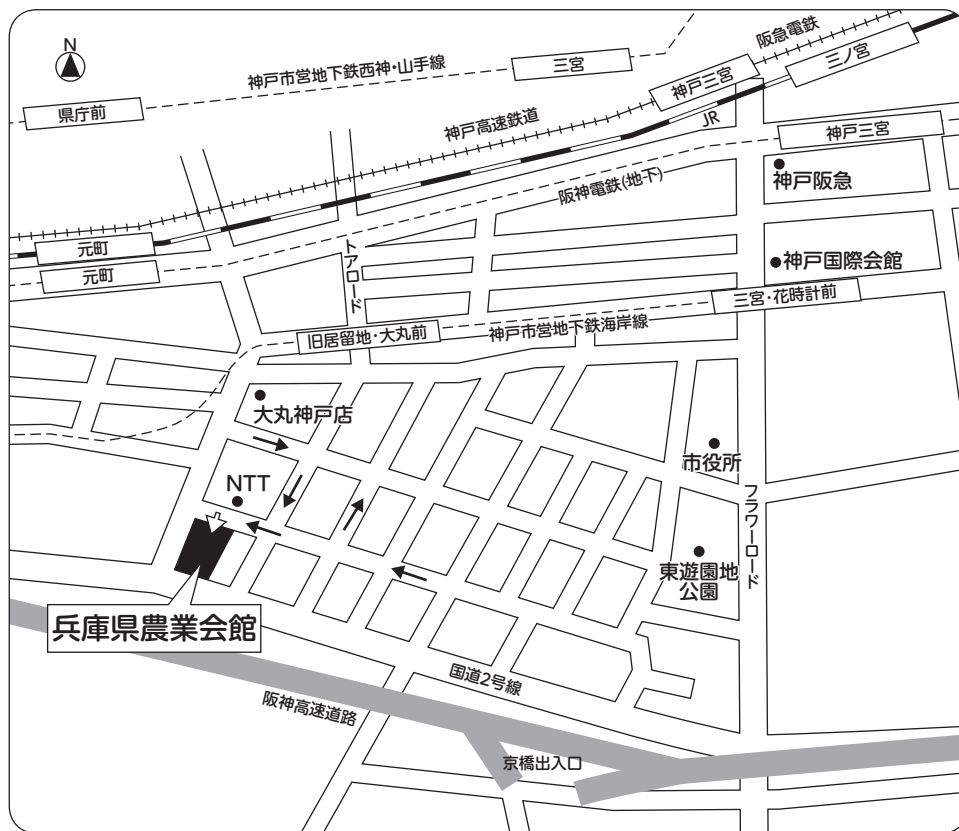 N
阪急電鉄
神戸市営地下鉄西神・山手線
三宮
三ノ宮
神戸三宮
県庁前
神戸高速鉄道
JR
神戸三宮
阪神電鉄(地下)
神戸阪急
元町
元町
トアロード
神戸国際会館
三宮・花時計前
旧居留地・大丸前
神戸市営地下鉄海岸線
大丸神戸店
市役所
NTT
フラワーロード
東遊園地
公園
兵庫県農業会館
国道2号線
阪神高速道路
京橋出入口